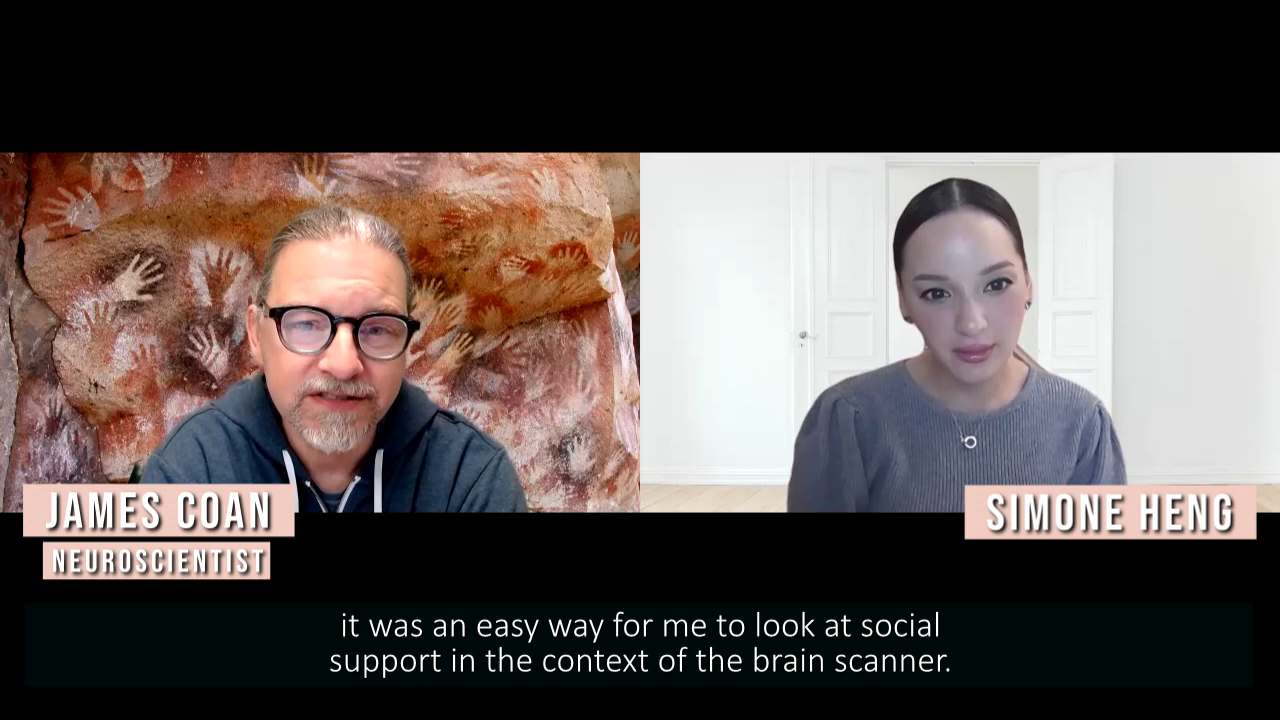 JAMES COAN
NEUROSCIENTIST
SIMONE HENG
it was an easy way for me to look at social
support in the context of the brain scanner.